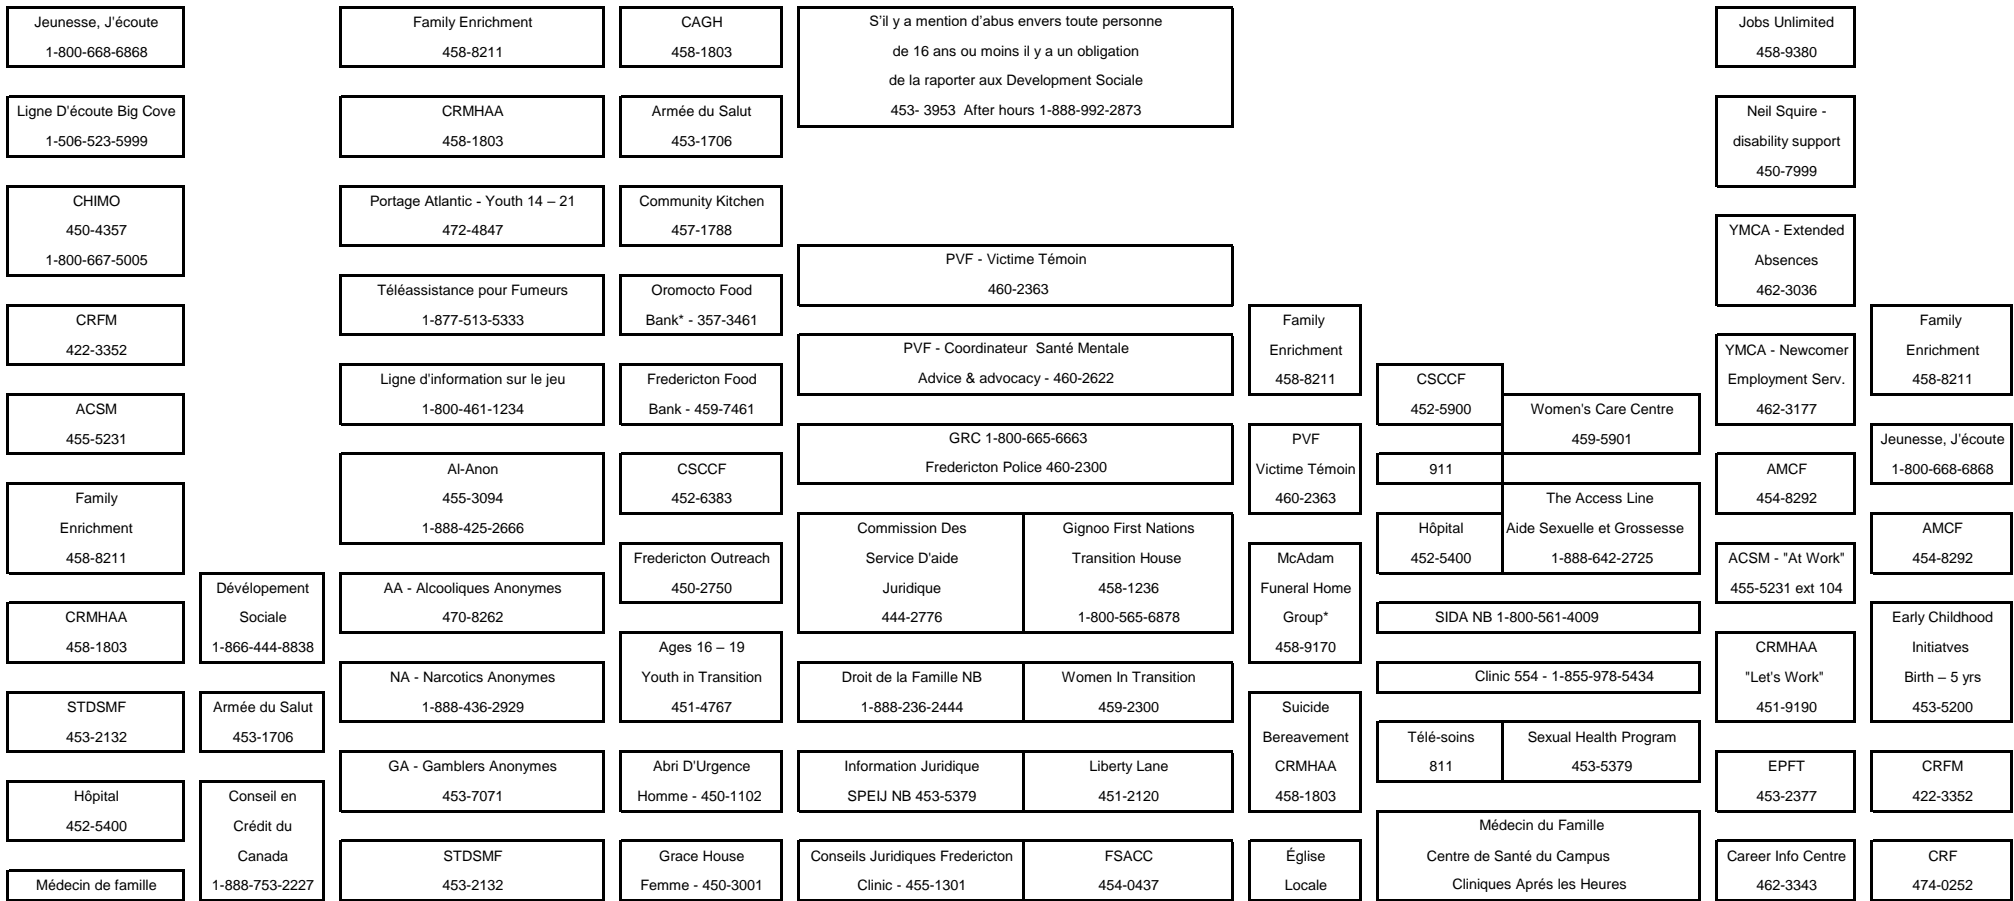 Jeunesse, J'écoute
1-800-668-6868
Ligne D'écoute Big Cove
1-506-523-5999
CHIMO
450-4357
1-800-667-5005
CRFM
422-3352
ACSM
455-5231
Family
Enrichment
458-8211
CRMHAA
458-1803
STDSMF
453-2132
Hôpital
452-5400
Médecin de famille
Dévélopement
Sociale
1-866-444-8838
Armée du Salut
453-1706
Conseil en
Crédit du
Canada
1-888-753-2227
Family Enrichment
458-8211
CRMHAA
458-1803
Portage Atlantic - Youth 14 – 21
472-4847
Téléassistance pour Fumeurs
1-877-513-5333
Ligne d'information sur le jeu
1-800-461-1234
Al-Anon
455-3094
1-888-425-2666
AA - Alcooliques Anonymes
470-8262
NA - Narcotics Anonymes
1-888-436-2929
GA - Gamblers Anonymes
453-7071
STDSMF
453-2132
CAGH
458-1803
Armée du Salut
453-1706
Community Kitchen
457-1788
Oromocto Food
Bank* - 357-3461
Fredericton Food
Bank - 459-7461
CSCCF
452-6383
Fredericton Outreach
450-2750
Ages 16 – 19
Youth in Transition
451-4767
Abri D'Urgence
Homme - 450-1102
Grace House
Femme - 450-3001
S'il y a mention d'abus envers toute personne
de 16 ans ou moins il y a un obligation
de la raporter aux Development Sociale
453- 3953 After hours 1-888-992-2873
PVF - Victime Témoin
460-2363
PVF - Coordinateur Santé Mentale
Advice & advocacy - 460-2622
GRC 1-800-665-6663
Fredericton Police 460-2300
Commission Des
Service D'aide
Juridique
444-2776
Gignoo First Nations
Transition House
458-1236
1-800-565-6878
Droit de la Famille NB
1-888-236-2444
Women In Transition
459-2300
Information Juridique
SPEIJ NB 453-5379
Liberty Lane
451-2120
Conseils Juridiques Fredericton
Clinic - 455-1301
FSACC
454-0437
Family
Enrichment
458-8211
PVF
Victime Témoin
460-2363
McAdam
Funeral Home
Group*
458-9170
Suicide
Bereavement
CRMHAA
458-1803
Église
Locale
CSCCF
452-5900
Women's Care Centre
459-5901
911
Hôpital
452-5400
The Access Line
Aide Sexuelle et Grossesse
1-888-642-2725
SIDA NB 1-800-561-4009
Clinic 554 - 1-855-978-5434
Télé-soins
811
Sexual Health Program
453-5379
Médecin du Famille
Centre de Santé du Campus
Cliniques Aprés les Heures
Jobs Unlimited
458-9380
Neil Squire -
disability support
450-7999
YMCA - Extended
Absences
462-3036
YMCA - Newcomer
Employment Serv.
462-3177
AMCF
454-8292
ACSM - "At Work"
455-5231 ext 104
CRMHAA
"Let's Work"
451-9190
EPFT
453-2377
Career Info Centre
462-3343
Family
Enrichment
458-8211
Jeunesse, J'écoute
1-800-668-6868
AMCF
454-8292
Early Childhood
Initiatves
Birth – 5 yrs
453-5200
CRFM
422-3352
CRF
474-0252